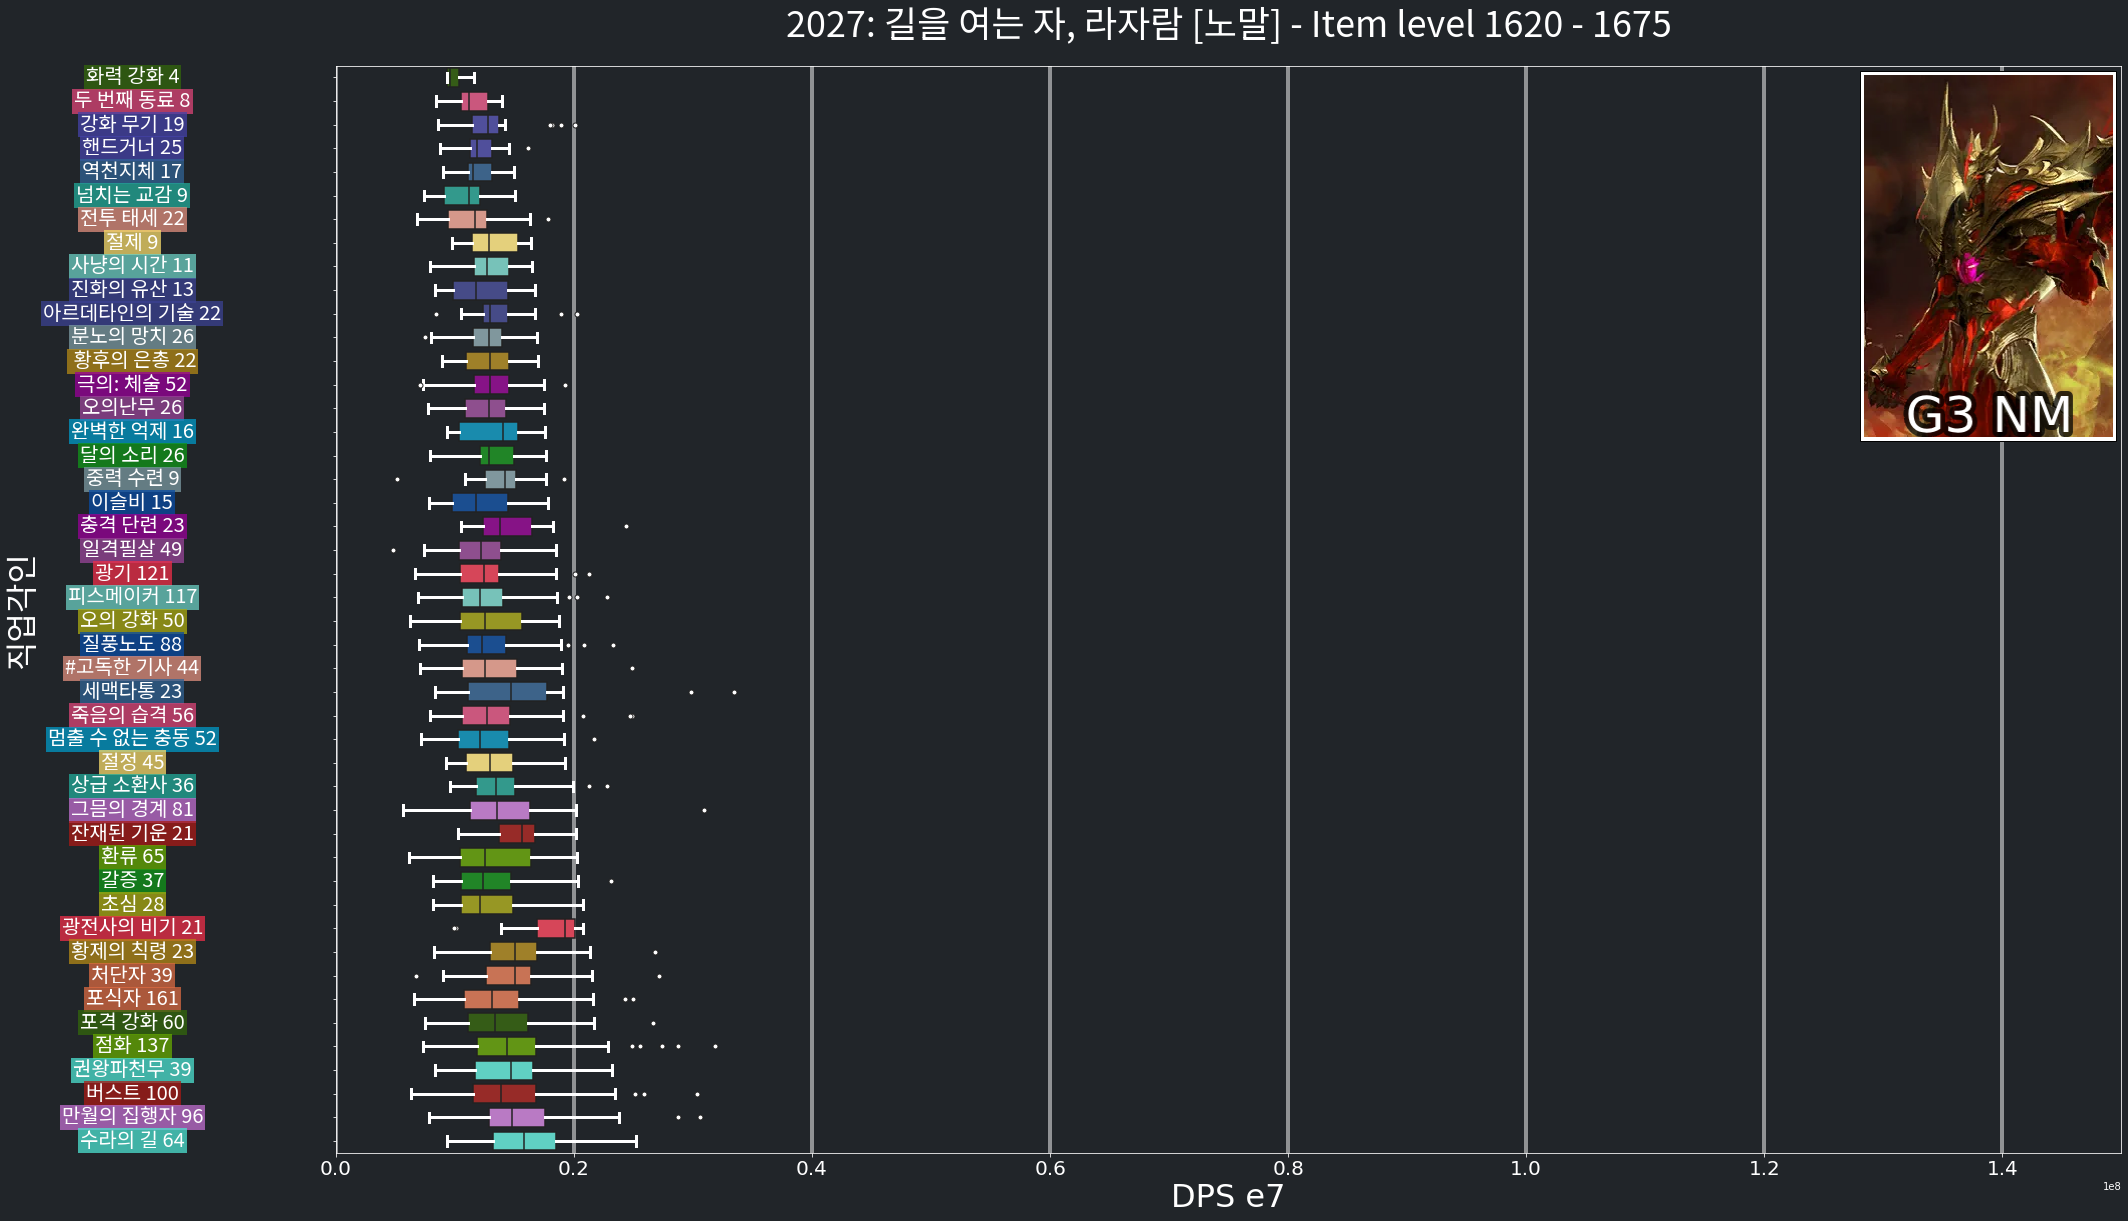 2027: 길을 여는 자, 라자람 [노말] - Item level 1620 - 1675
화력 강화 4
두 번째 동료 8
강화 무기 19
핸드거너 25
역천지체 17
넘치는 교감 9
전투 태세 22
절제 9
사냥의 시간 11
진화의 유산 13
아르데타인의 기술 22
분노의 망치 26
황후의 은총 22
극의: 체술 52
오의난무 26
완벽한 억제 16
달의 소리 26
중력 수련 9
이슬비 15
충격 단련 23
일격필살 49
광기 121
피스메이커 117
오의 강화 50
질풍노도 88
#고독한 기사 44
세맥타통 23
죽음의 습격 56
멈출 수 없는 충동 52
절정 45
상급 소환사 36
그믐의 경계 81
잔재된 기운 21
환류 65
갈증 37
초심 28
광전사의 비기 21
황제의 칙령 23
처단자 39
포식자 161
포격 강화 60
점화 137
권왕파천무 39
버스트 100
만월의 집행자 96
수라의 길 64
직업각인
G3 NM
0.0 0.2 0.4 0.6 0.8 1.0 1.2 1.4
1e8
DPS e7